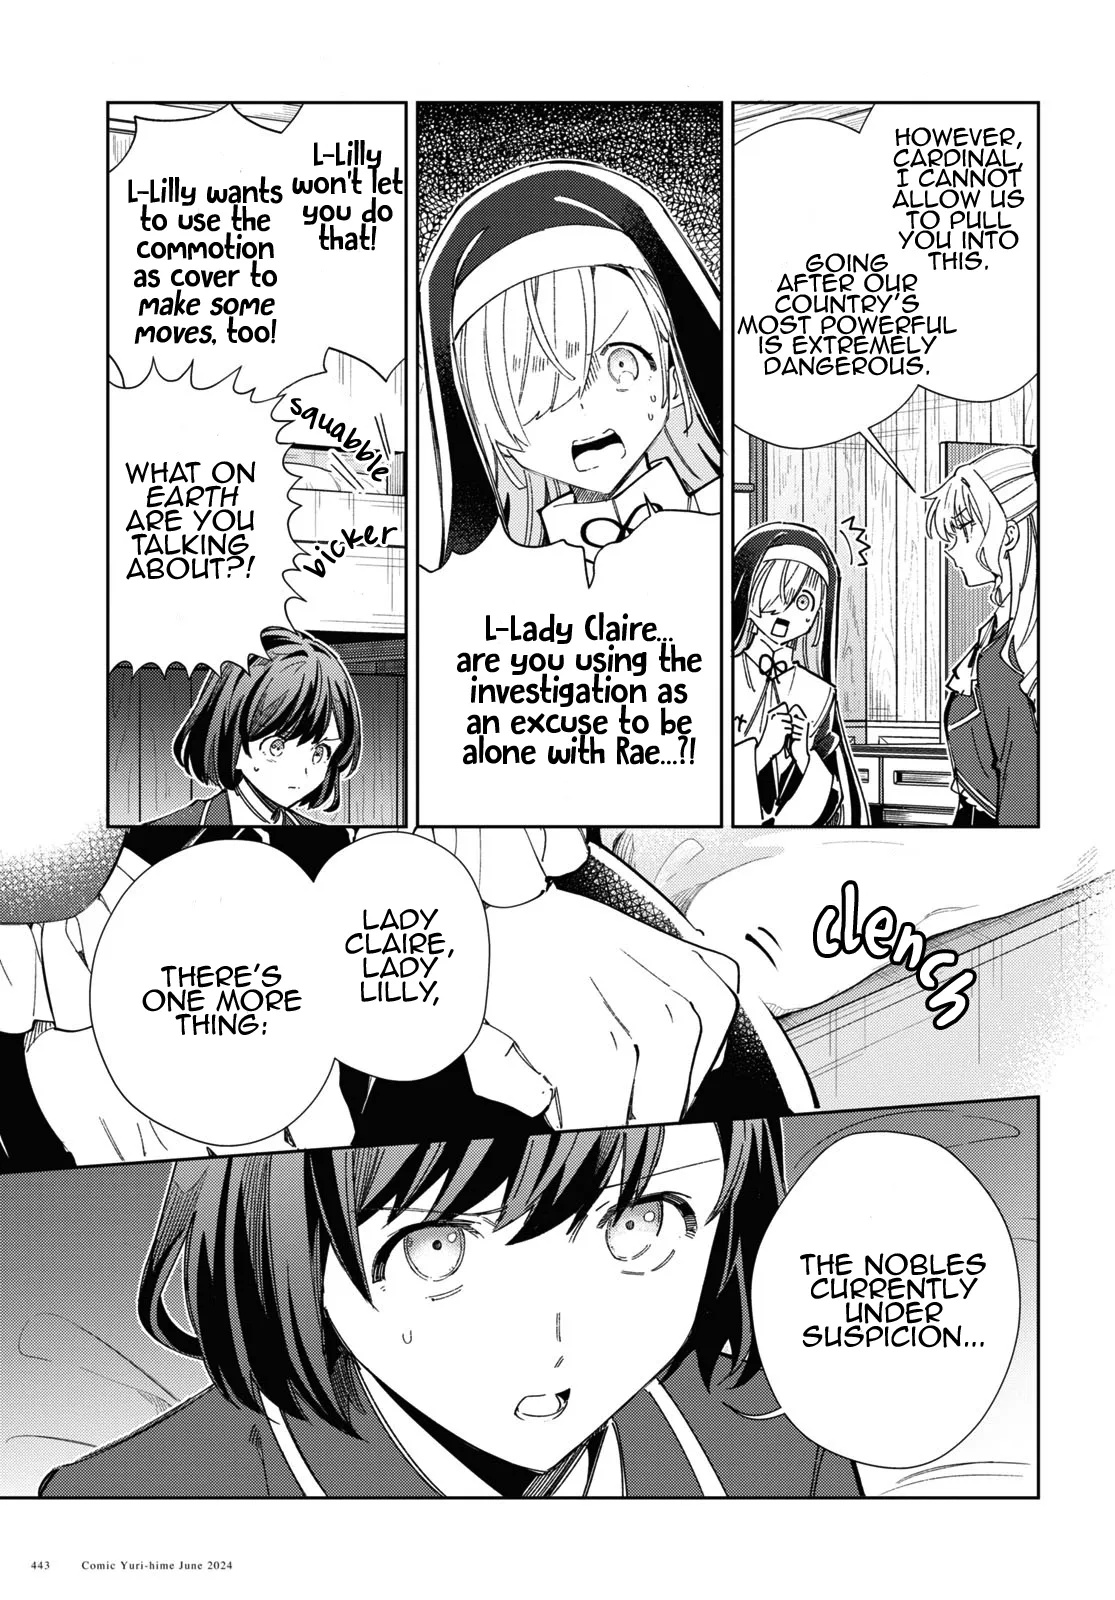 HOWEVER,
CARDINAL,
I CANNOT
ALLOW US
TO PULL
YOU INTO
THIS.
GOING
AFTER OUR
COUNTRY'S
MOST POWERFUL
IS EXTREMELY
DANGEROUS.
L-Lady Claire...
are you using the
investigation as
an excuse to be
alone with Rae...?!
L-Lilly
won't let
you do
that!
L-Lilly wants
to use the
commotion
as cover to
make some
moves, too!
squabble
bicker
WHAT ON
EARTH
ARE YOU
TALKING
ABOUT?!
clench
LADY
CLAIRE,
LADY
LILLY,
THERE'S
ONE MORE
THING:
THE NOBLES
CURRENTLY
UNDER
SUSPICION...
443 Comic Yuri-hime June 2024